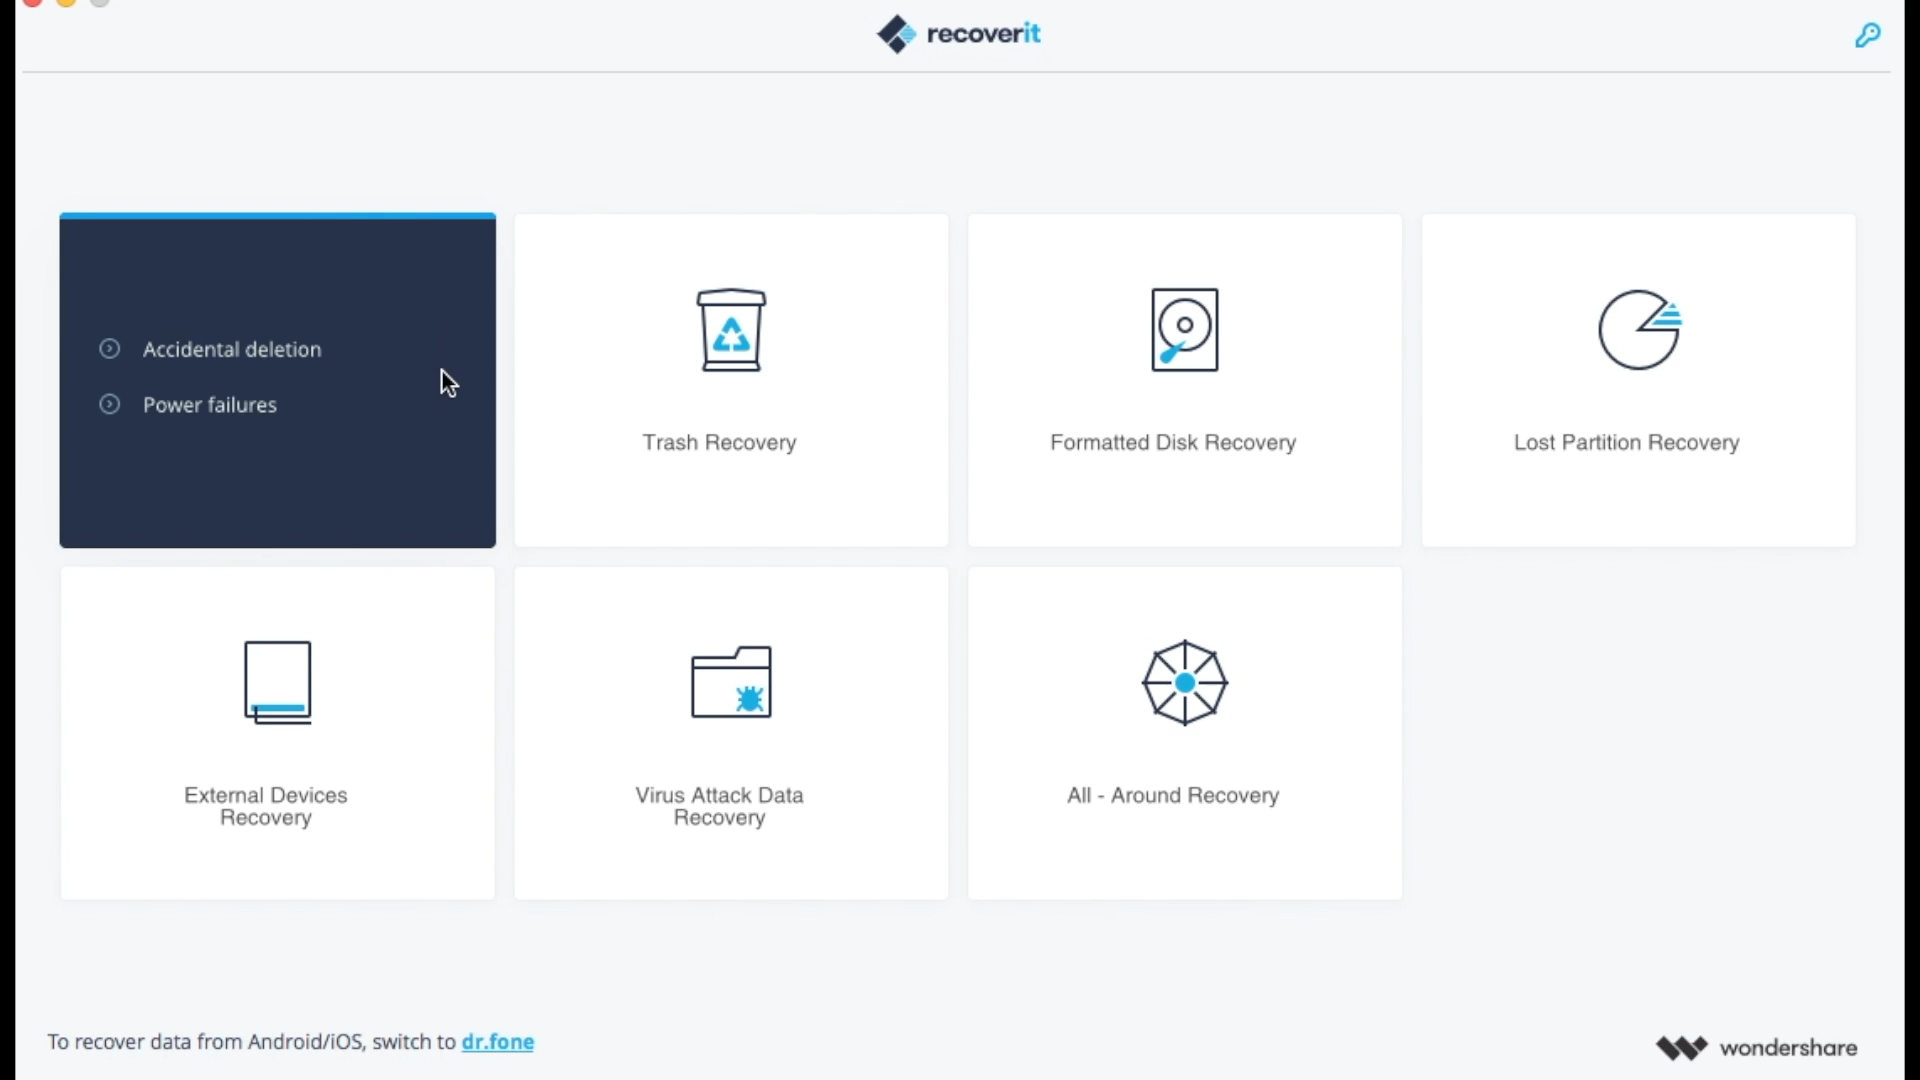 recoverit
Accidental deletion
Power failures
Trash Recovery
Formatted Disk Recovery
Lost Partition Recovery
External Devices
Recovery
Virus Attack Data
Recovery
All - Around Recovery
To recover data from Android/iOS, switch to dr.fone
wondershare